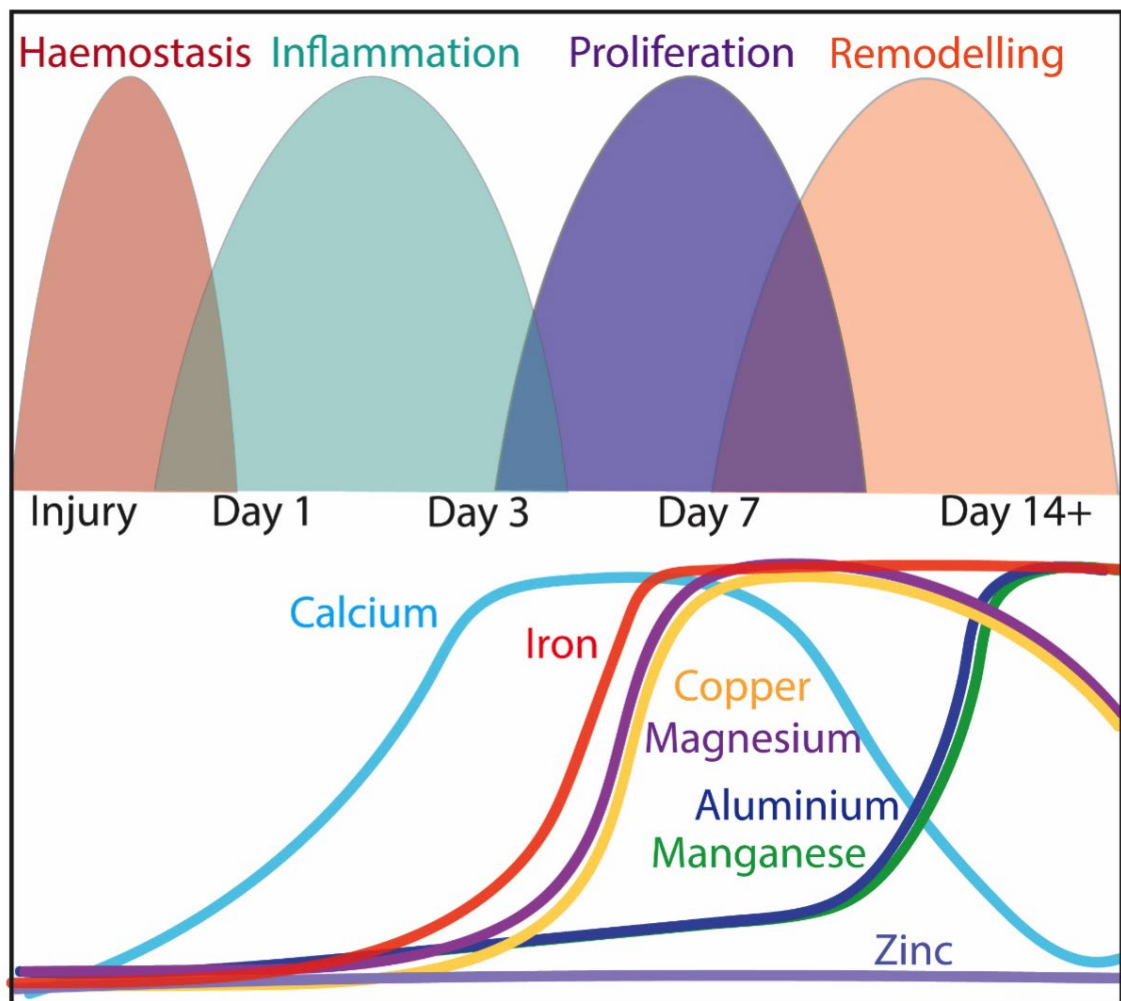 Haemostasis Inflammation Proliferation Remodelling
Injury Day 1 Day 3 Day 7 Day 14+
Calcium
Iron
Copper
Magnesium
Aluminium
Manganese
Zinc